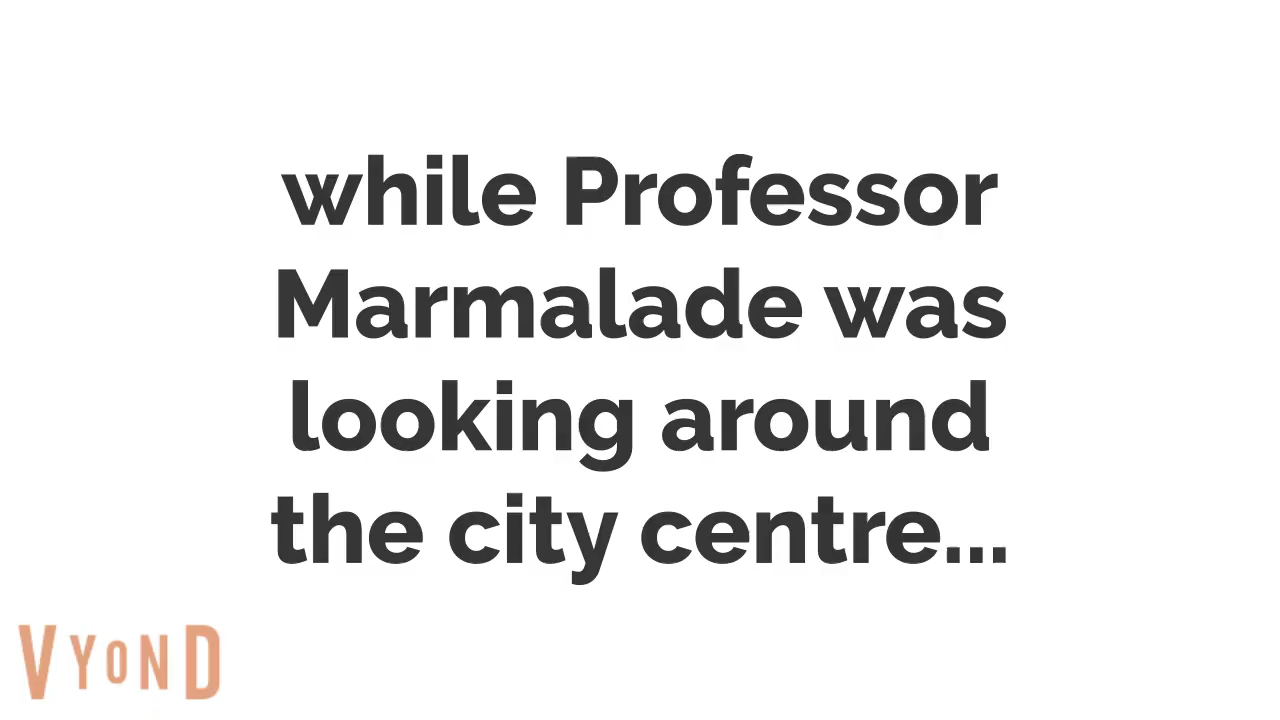 while Professor
Marmalade was
looking around
the city centre...
VYOND